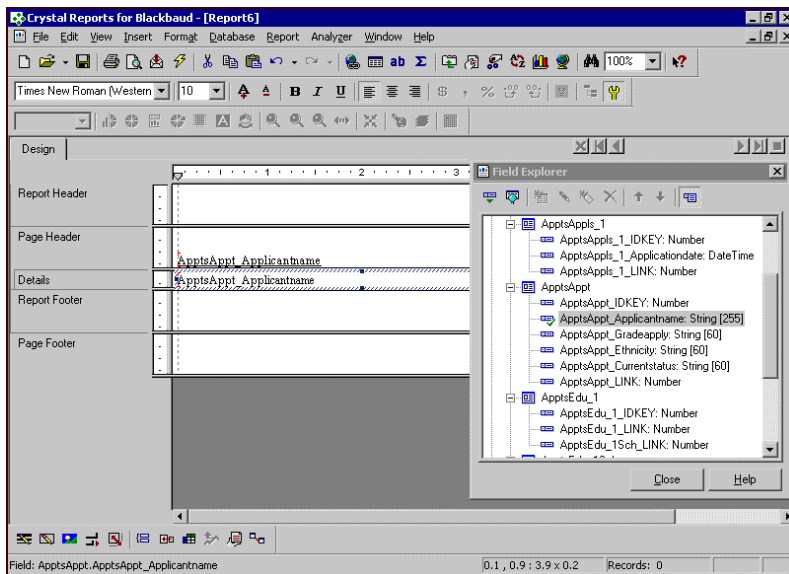 Crystal Reports for Blackbaud - [Report6]
File Edit View Insert Format Database Report Analyzer Window Help
ab Σ 100%
Times New Roman (Western 10 B I U $ , %
Design
1 2 3
Report Header
Page Header
ApptsAppt_Applicantname
Details
ApptsAppt_Applicantname
Report Footer
Page Footer
Field Explorer
ApptsAppls_1
ApptsAppls_1_IDKEY: Number
ApptsAppls_1_Applicationdate: DateTime
ApptsAppls_1_LINK: Number
ApptsAppt
ApptsAppt_IDKEY: Number
ApptsAppt_Applicantname: String [255]
ApptsAppt_Gradeapply: String [60]
ApptsAppt_Ethnicity: String [60]
ApptsAppt_Currentstatus: String [60]
ApptsAppt_LINK: Number
ApptsEdu_1
ApptsEdu_1_IDKEY: Number
ApptsEdu_1_LINK: Number
ApptsEdu_1Sch_LINK: Number
Close Help
Field: ApptsAppt.ApptsAppt_Applicantname 0.1 , 0.9 : 3.9 x 0.2 Records: 0